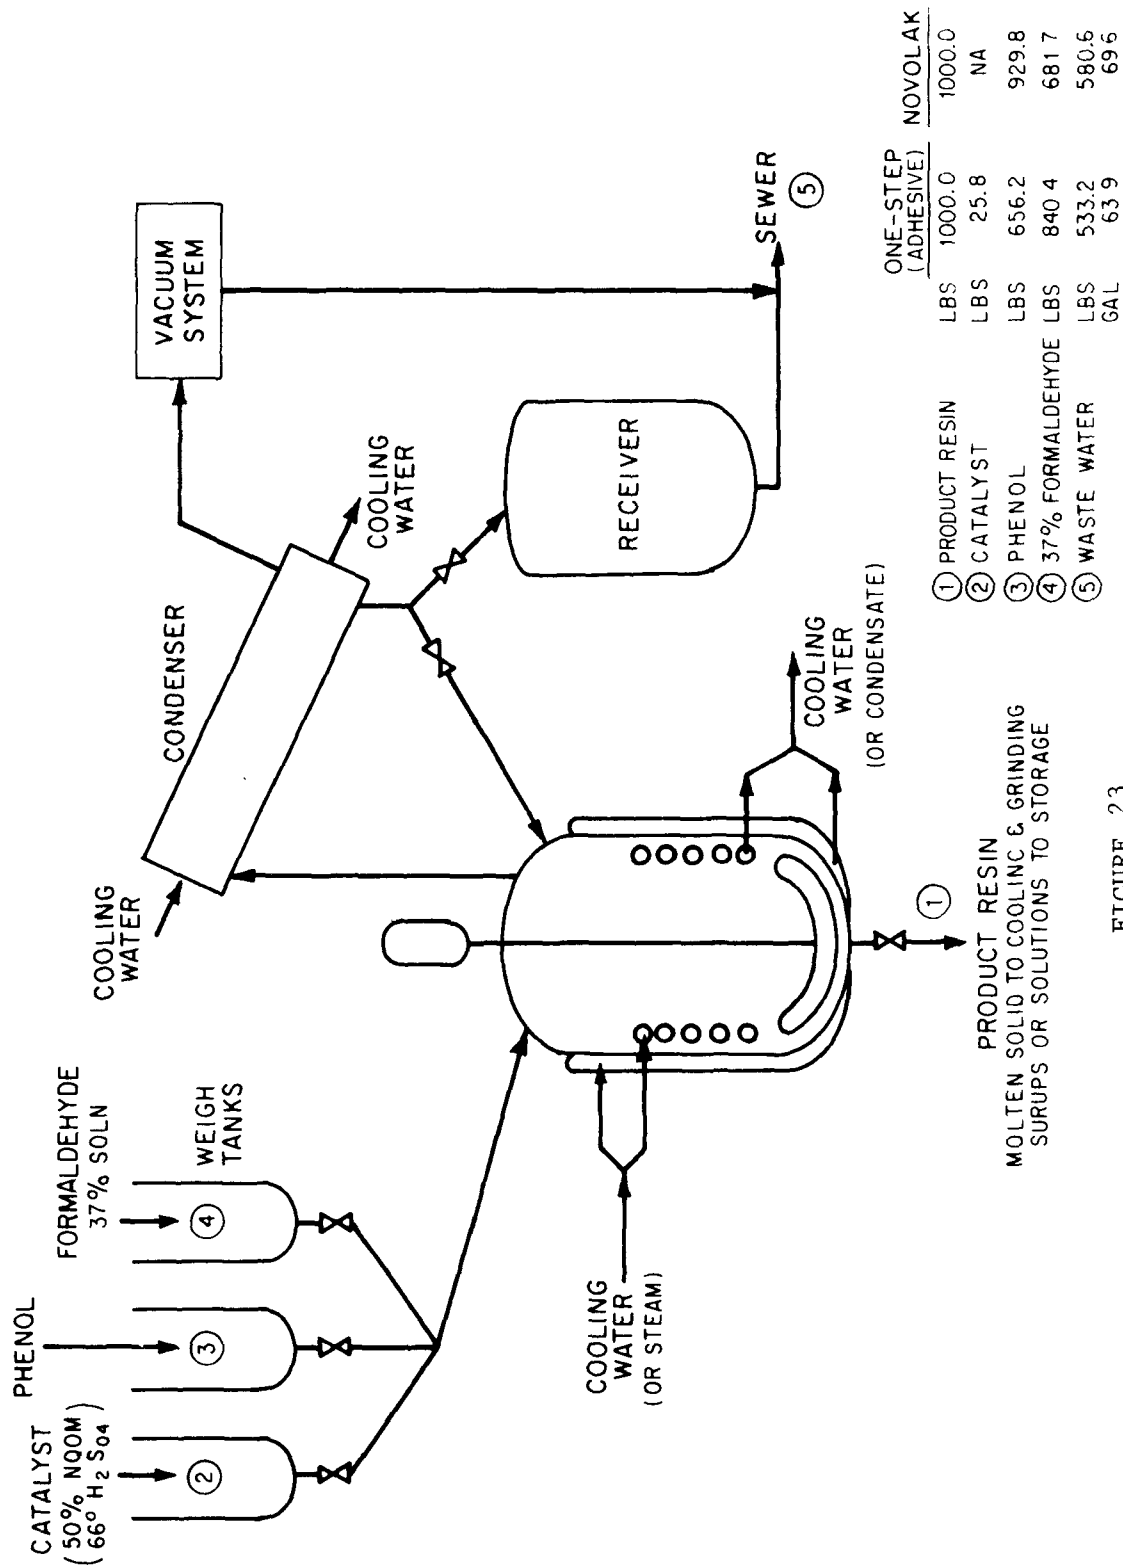 CATALYST
(50% NQOM
66° H₂SO₄)
PHENOL
FORMALDEHYDE
37% SOLN
WEIGH
TANKS
②
③
④
COOLING
WATER
CONDENSER
VACUUM
SYSTEM
COOLING
WATER
RECEIVER
SEWER
⑤
COOLING
WATER
(OR STEAM)
COOLING
WATER
(OR CONDENSATE)
①
PRODUCT RESIN
MOLTEN SOLID TO COOLINC & GRINDING
SURUPS OR SOLUTIONS TO STORAGE
ONE-STEP
(ADHESIVE) NOVOLAK
① PRODUCT RESIN LBS 1000.0 1000.0
② CATALYST LBS 25.8 NA
③ PHENOL LBS 656.2 929.8
④ 37% FORMALDEHYDE LBS 840 4 681 7
⑤ WASTE WATER LBS 533.2 580.6
GAL 63 9 69 6
FIGURE 23